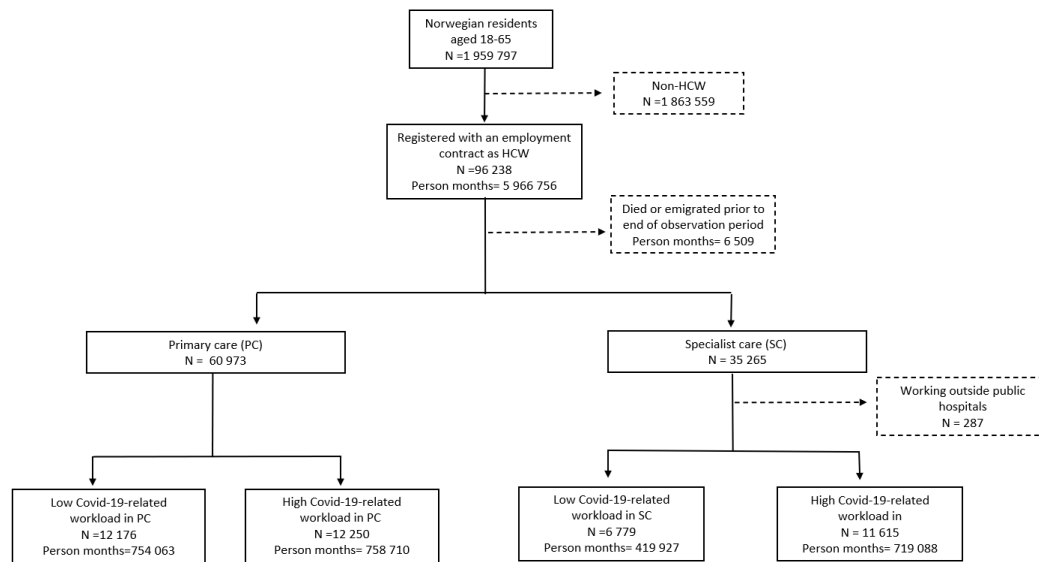 Norwegian residents
aged 18-65
N =1 959 797
Non-HCW
N =1 863 559
Registered with an employment
contract as HCW
N =96 238
Person months= 5 966 756
Died or emigrated prior to
end of observation period
Person months= 6 509
Primary care (PC)
N =  60 973
Specialist care (SC)
N = 35 265
Working outside public
hospitals
N = 287
Low Covid-19-related
workload in PC
N =12 176
Person months=754 063
High Covid-19-related
workload in PC
N =12 250
Person months= 758 710
Low Covid-19-related
workload in SC
N =6 779
Person months= 419 927
High Covid-19-related
workload in
N = 11 615
Person months= 719 088